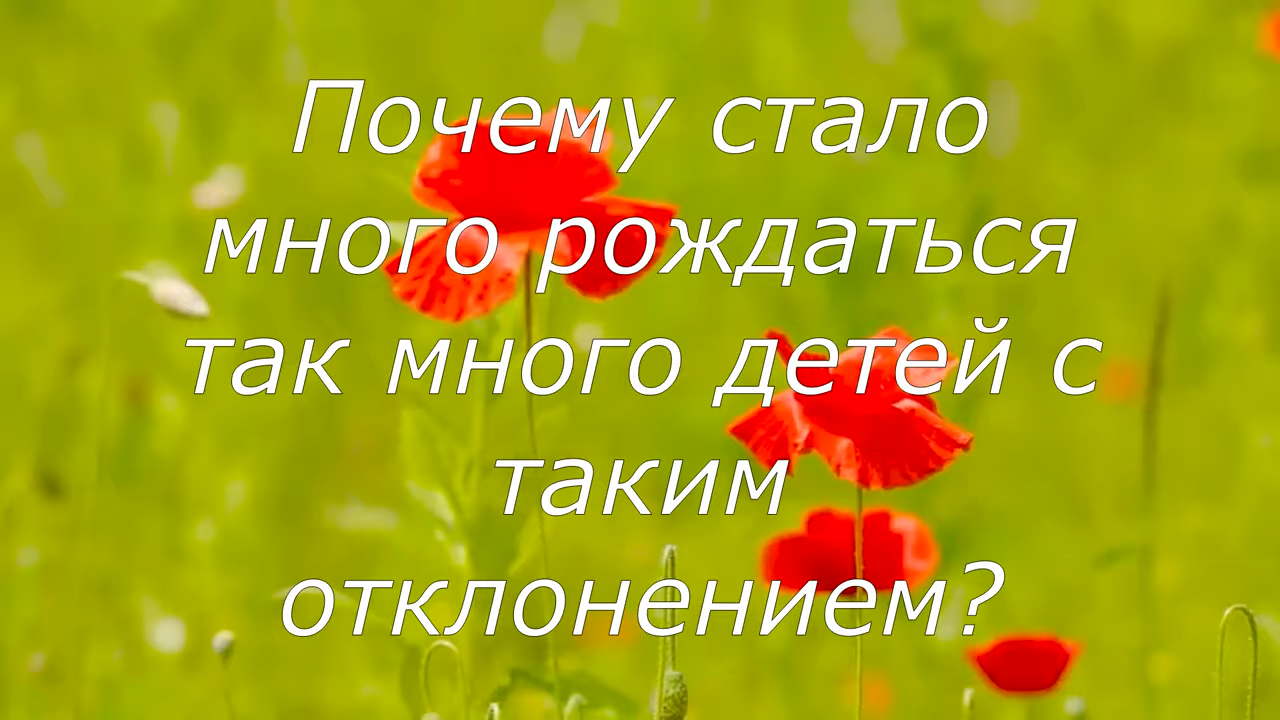 Почему стало
много рождаться
так много детей с
таким
отклонением?